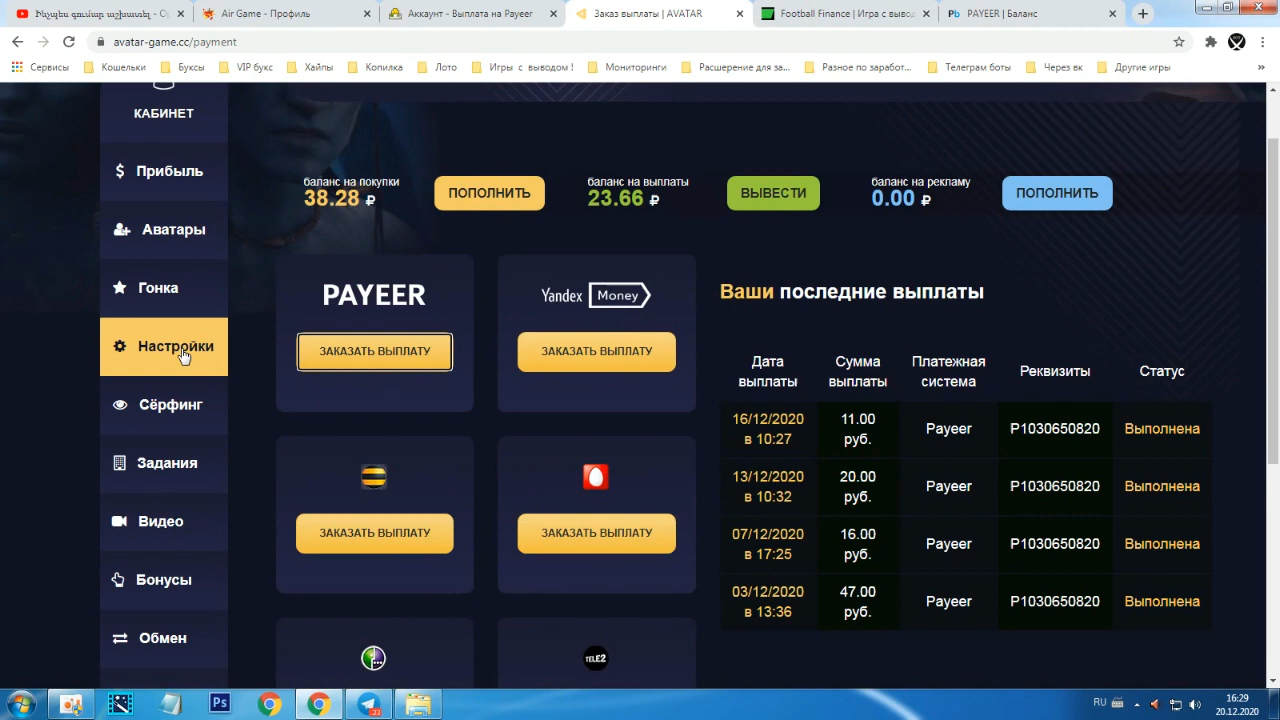 Ինչպես գումար աշխատել - Օգ
Air Game - Профиль
Аккаунт - Выплата на Payeer
Заказ выплаты | AVATAR
Football Finance | Игра с вывод
PAYEER | Баланс
avatar-game.cc/payment
Сервисы
Кошельки
Буксы
VIP букс
Хайпы
Копилка
Лото
Игры с выводом !
Мониторинги
Расшерение для за...
Разное по заработ...
Телеграм боты
Через вк
Другие игры
»
КАБИНЕТ
Прибыль
Аватары
Гонка
Настройки
Сёрфинг
Задания
Видео
Бонусы
Обмен
баланс на покупки
38.28 ₽
ПОПОЛНИТЬ
баланс на выплаты
23.66 ₽
ВЫВЕСТИ
баланс на рекламу
0.00 ₽
ПОПОЛНИТЬ
PAYEER
ЗАКАЗАТЬ ВЫПЛАТУ
Yandex Money
ЗАКАЗАТЬ ВЫПЛАТУ
ЗАКАЗАТЬ ВЫПЛАТУ
ЗАКАЗАТЬ ВЫПЛАТУ
TELE2
Ваши последние выплаты
Дата выплаты
Сумма выплаты
Платежная система
Реквизиты
Статус
16/12/2020 в 10:27
11.00 руб.
Payeer
P1030650820
Выполнена
13/12/2020 в 10:32
20.00 руб.
Payeer
P1030650820
Выполнена
07/12/2020 в 17:25
16.00 руб.
Payeer
P1030650820
Выполнена
03/12/2020 в 13:36
47.00 руб.
Payeer
P1030650820
Выполнена
Ps
RU
16:29
20.12.2020